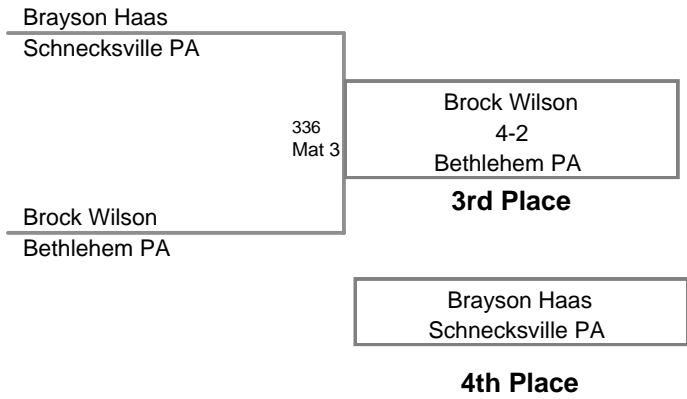 Brayson Haas
Schnecksville PA
336
Mat 3
Brock Wilson
4-2
Bethlehem PA
3rd Place
Brock Wilson
Bethlehem PA
Brayson Haas
Schnecksville PA
4th Place